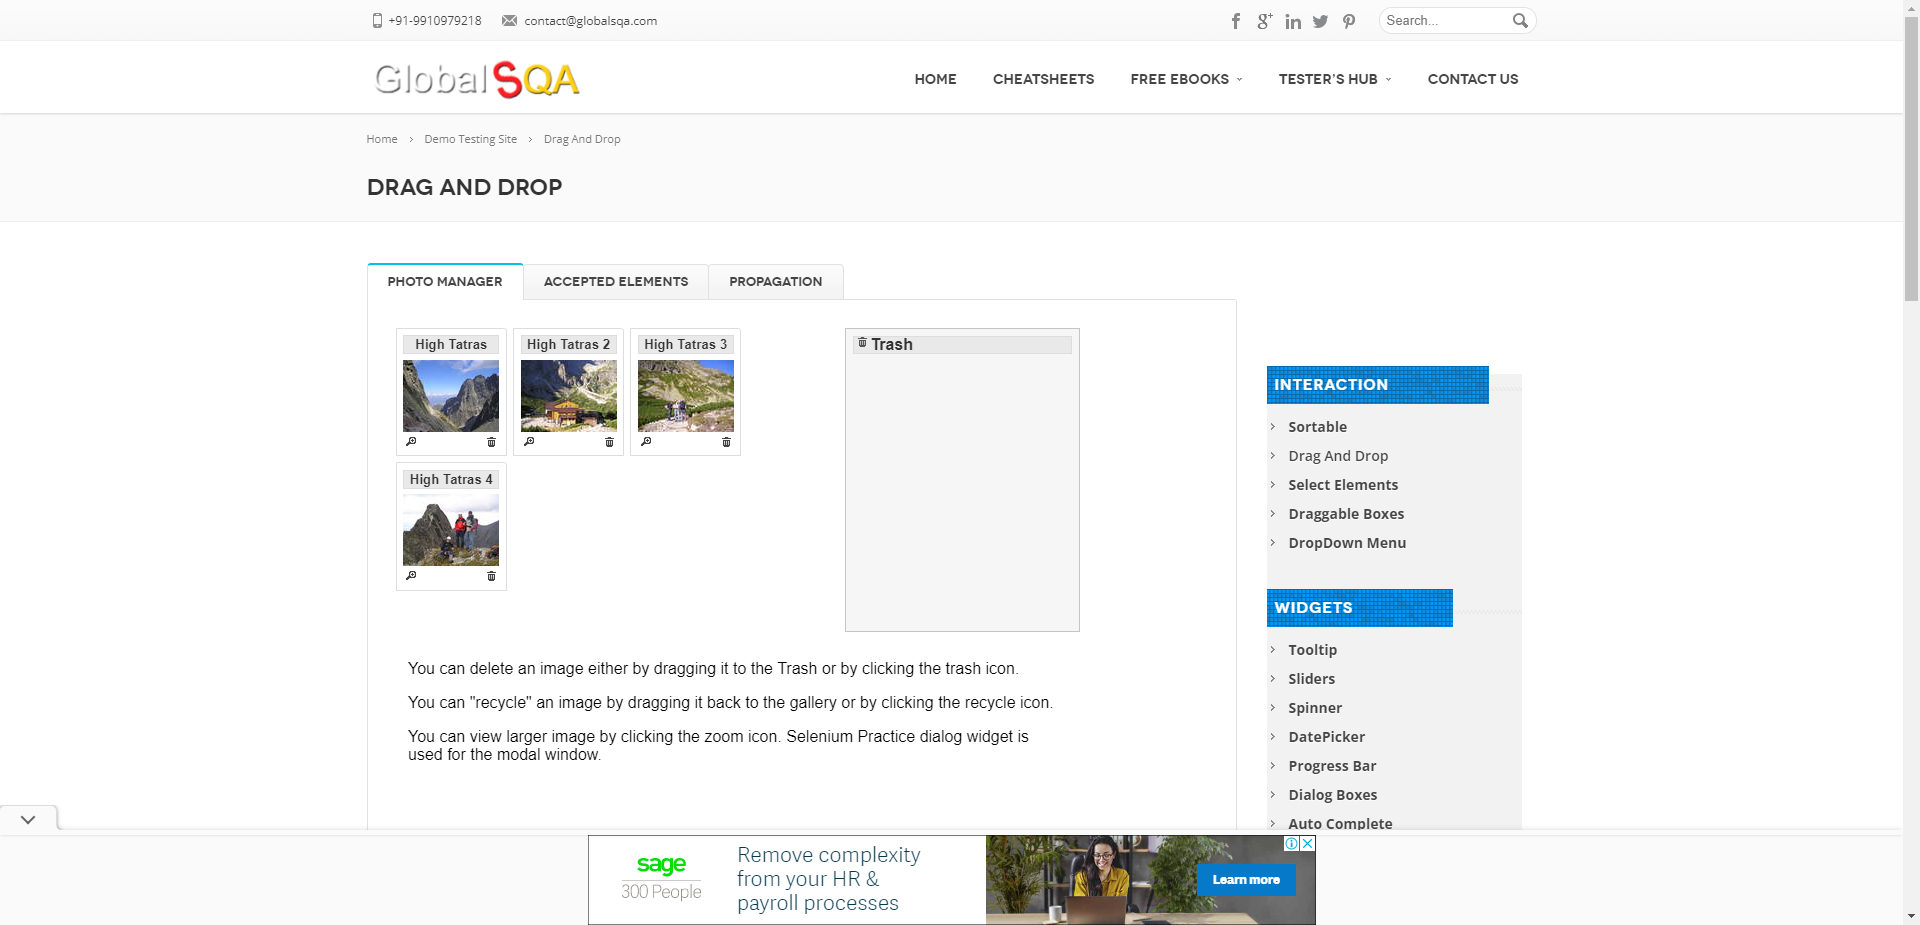 +91-9910979218 contact@globalsqa.com Search...
GlobalSQA HOME CHEATSHEETS FREE EBOOKS TESTER'S HUB CONTACT US
Home › Demo Testing Site › Drag And Drop
DRAG AND DROP
PHOTO MANAGER ACCEPTED ELEMENTS PROPAGATION
High Tatras High Tatras 2 High Tatras 3
High Tatras 4
Trash
You can delete an image either by dragging it to the Trash or by clicking the trash icon.
You can "recycle" an image by dragging it back to the gallery or by clicking the recycle icon.
You can view larger image by clicking the zoom icon. Selenium Practice dialog widget is
used for the modal window.
INTERACTION
Sortable
Drag And Drop
Select Elements
Draggable Boxes
DropDown Menu
WIDGETS
Tooltip
Sliders
Spinner
DatePicker
Progress Bar
Dialog Boxes
Auto Complete
sage
300 People
Remove complexity
from your HR &
payroll processes
Learn more